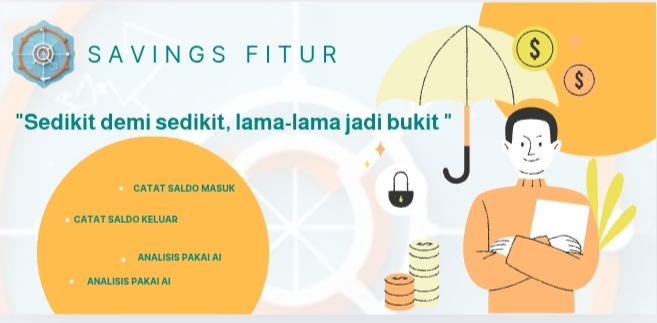 SAVINGS FITUR
"Sedikit demi sedikit, lama-lama jadi bukit "
CATAT SALDO MASUK
CATAT SALDO KELUAR
ANALISIS PAKAI AI
ANALISIS PAKAI AI
$
$